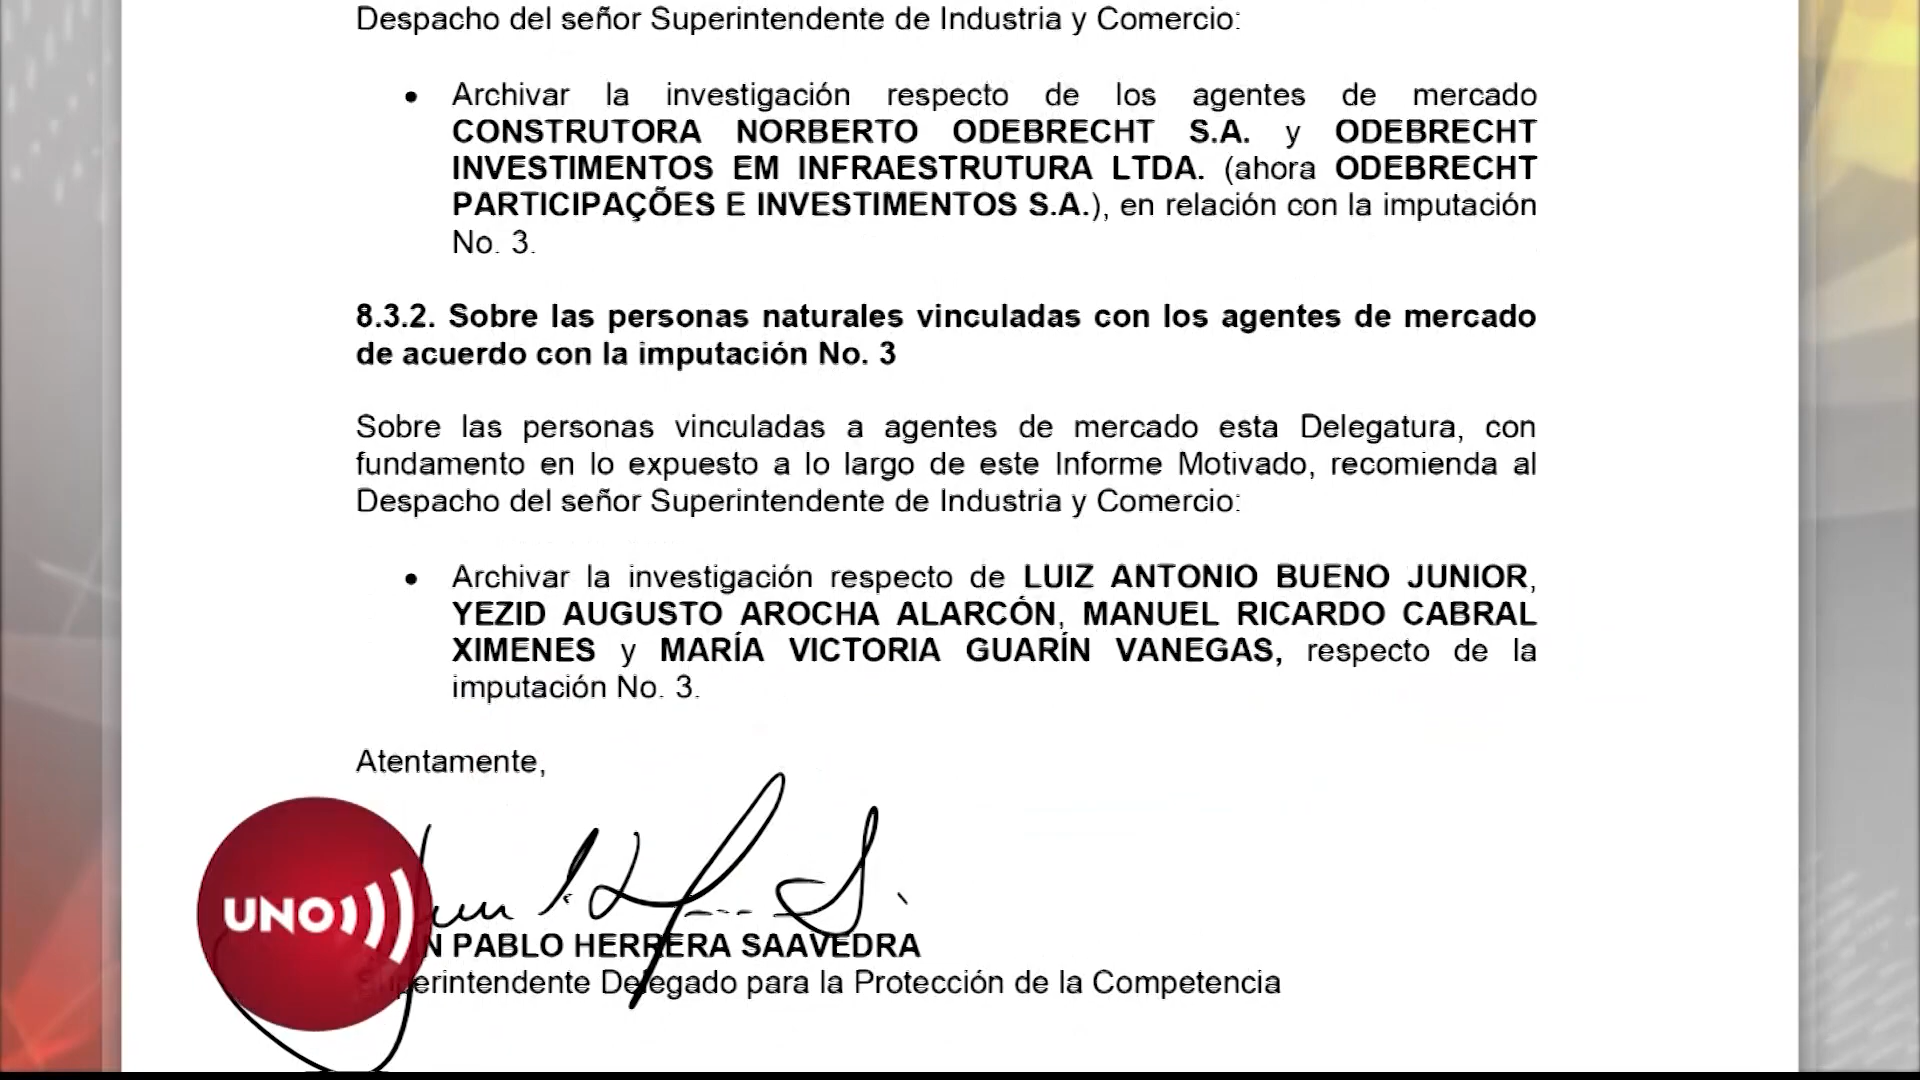 Despacho del señor Superintendente de Industria y Comercio:
• Archivar la investigación respecto de los agentes de mercado
CONSTRUTORA NORBERTO ODEBRECHT S.A. y ODEBRECHT
INVESTIMENTOS EM INFRAESTRUTURA LTDA. (ahora ODEBRECHT
PARTICIPAÇÕES E INVESTIMENTOS S.A.), en relación con la imputación
No. 3.
8.3.2. Sobre las personas naturales vinculadas con los agentes de mercado
de acuerdo con la imputación No. 3
Sobre las personas vinculadas a agentes de mercado esta Delegatura, con
fundamento en lo expuesto a lo largo de este Informe Motivado, recomienda al
Despacho del señor Superintendente de Industria y Comercio:
• Archivar la investigación respecto de LUIZ ANTONIO BUENO JUNIOR,
YEZID AUGUSTO AROCHA ALARCÓN, MANUEL RICARDO CABRAL
XIMENES y MARÍA VICTORIA GUARÍN VANEGAS, respecto de la
imputación No. 3.
Atentamente,
UNO
N PABLO HERRERA SAAVEDRA
Superintendente Delegado para la Protección de la Competencia